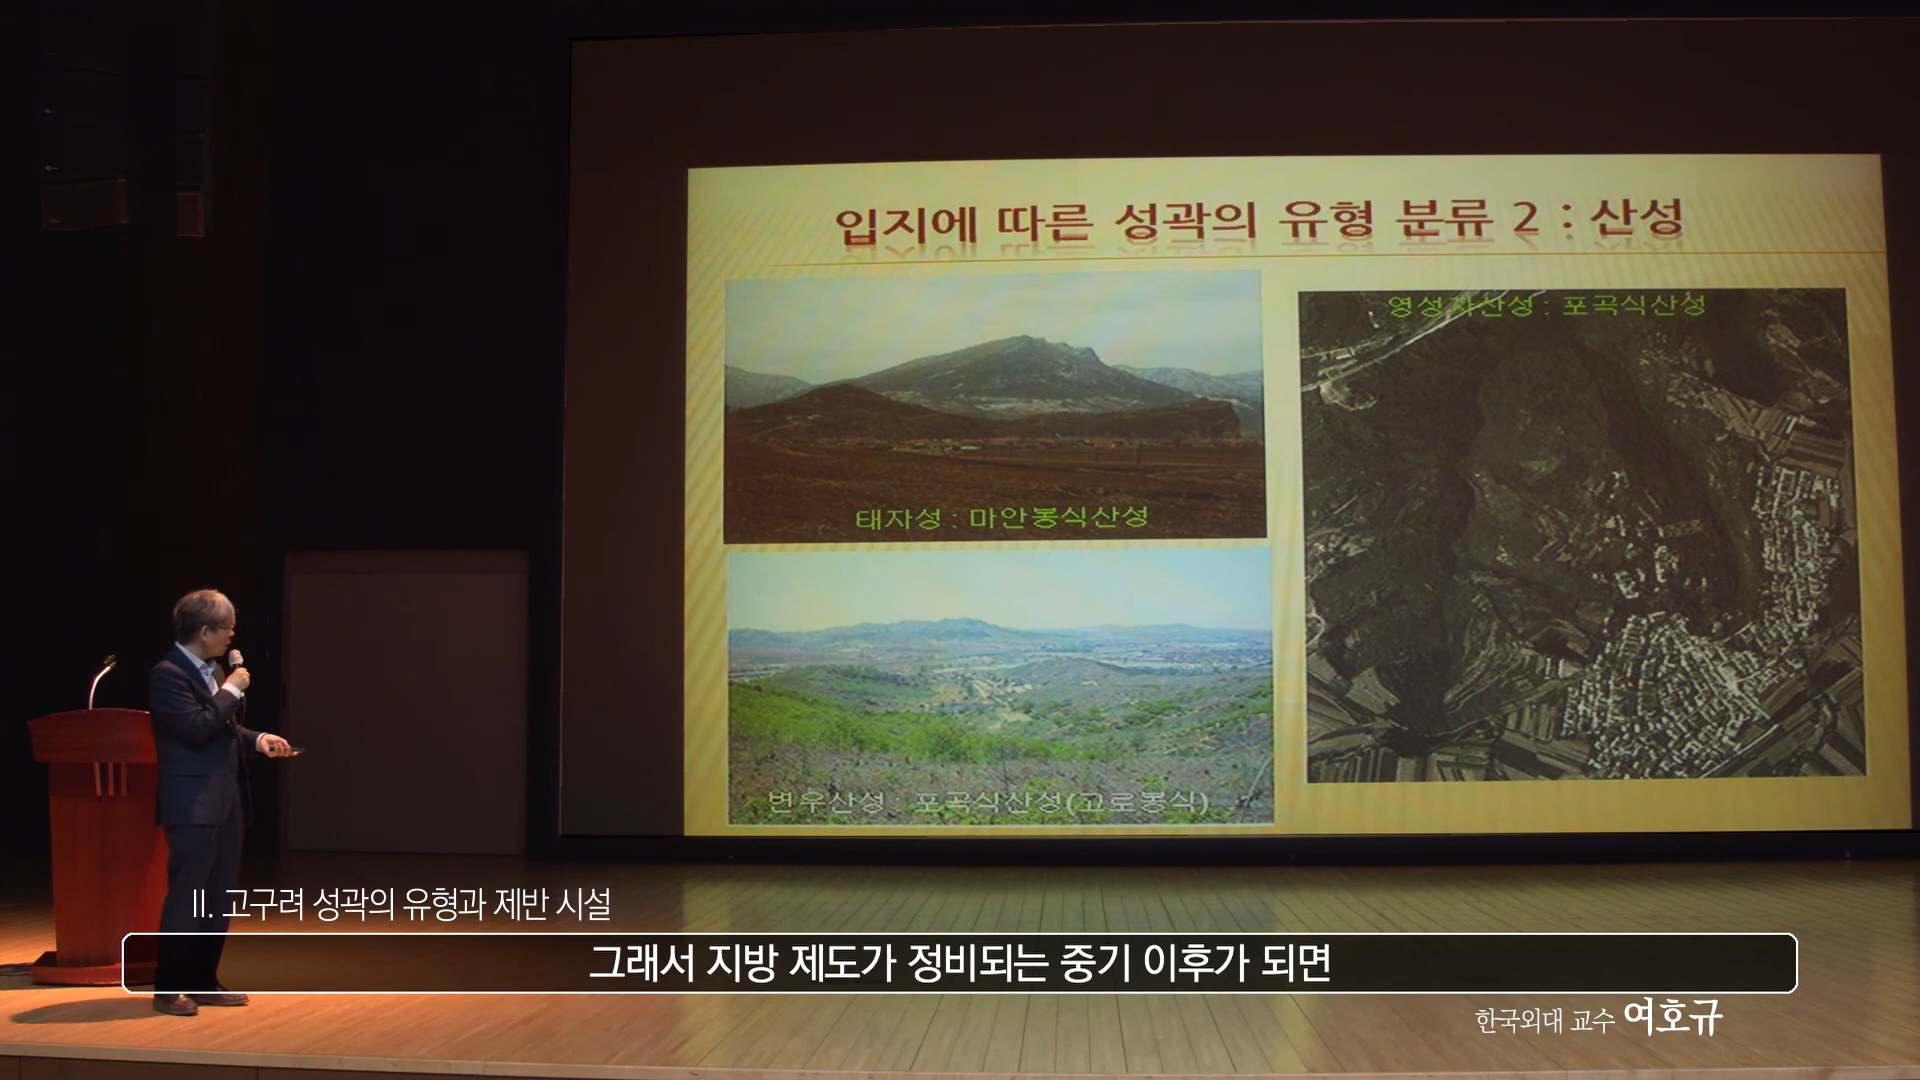 입지에 따른 성곽의 유형 분류 2 : 산성
영성자산성 : 포곡식산성
태자성 : 마안봉식산성
변우산성 : 포곡식산성(고로봉식)
Ⅱ. 고구려 성곽의 유형과 제반 시설
그래서 지방 제도가 정비되는 중기 이후가 되면
한국외대 교수 여호규